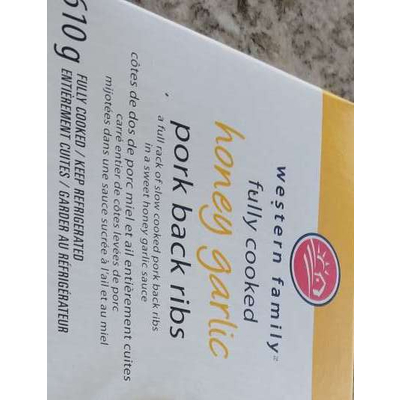 western family
fully cooked
honey garlic
pork back ribs
a full rack of slow cooked pork back ribs
in a sweet honey garlic sauce
côtes de dos de porc miel et ail entièrement cuites
carré entier de côtes levées de porc
mijotées dans une sauce sucrée à l'ail et au miel
610 g
FULLY COOKED / KEEP REFRIGERATED
ENTIÈREMENT CUITES / GARDER AU RÉFRIGÉRATEUR